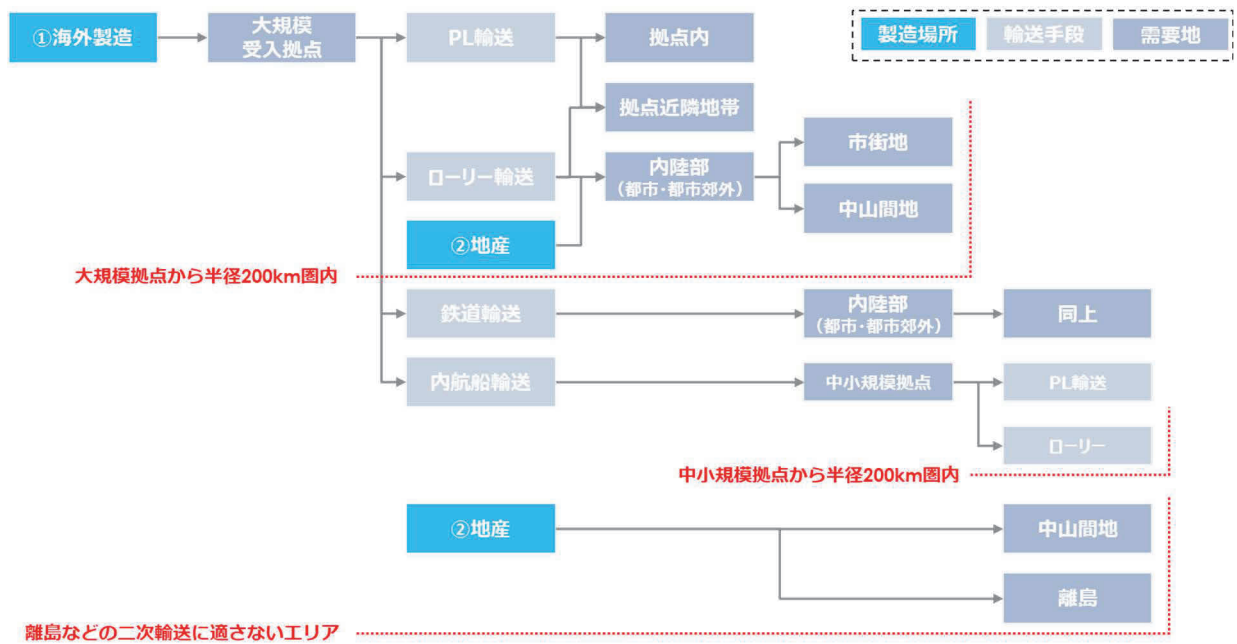 ①海外製造
大規模
受入拠点
PL輸送
拠点内
製造場所
輸送手段
需要地
拠点近隣地帯
市街地
ローリー輸送
内陸部
(都市・都市郊外)
中山間地
②地産
大規模拠点から半径200km圏内
鉄道輸送
内陸部
(都市・都市郊外)
同上
内航船輸送
中小規模拠点
PL輸送
ローリー
中小規模拠点から半径200km圏内
②地産
中山間地
離島
離島などの二次輸送に適さないエリア